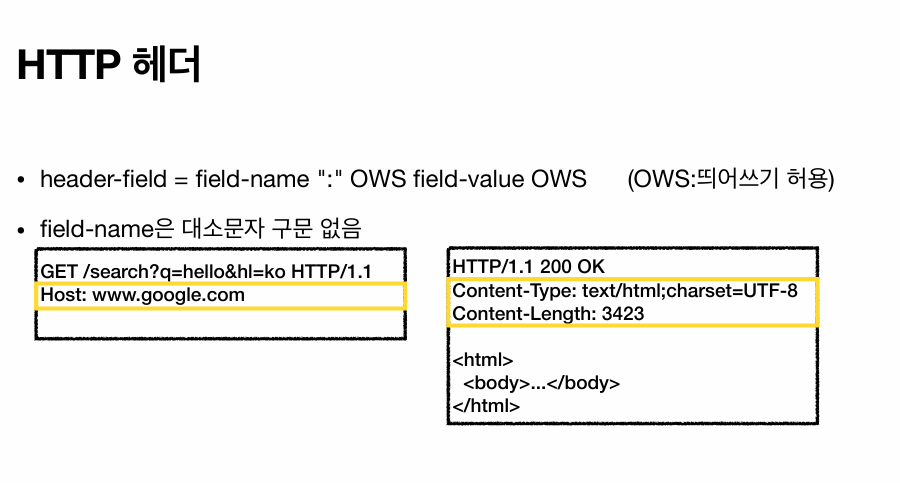 HTTP 헤더
• header-field = field-name ":" OWS field-value OWS (OWS:띄어쓰기 허용)
• field-name은 대소문자 구문 없음
GET /search?q=hello&hl=ko HTTP/1.1
Host: www.google.com
HTTP/1.1 200 OK
Content-Type: text/html;charset=UTF-8
Content-Length: 3423
<html>
<body>...</body>
</html>